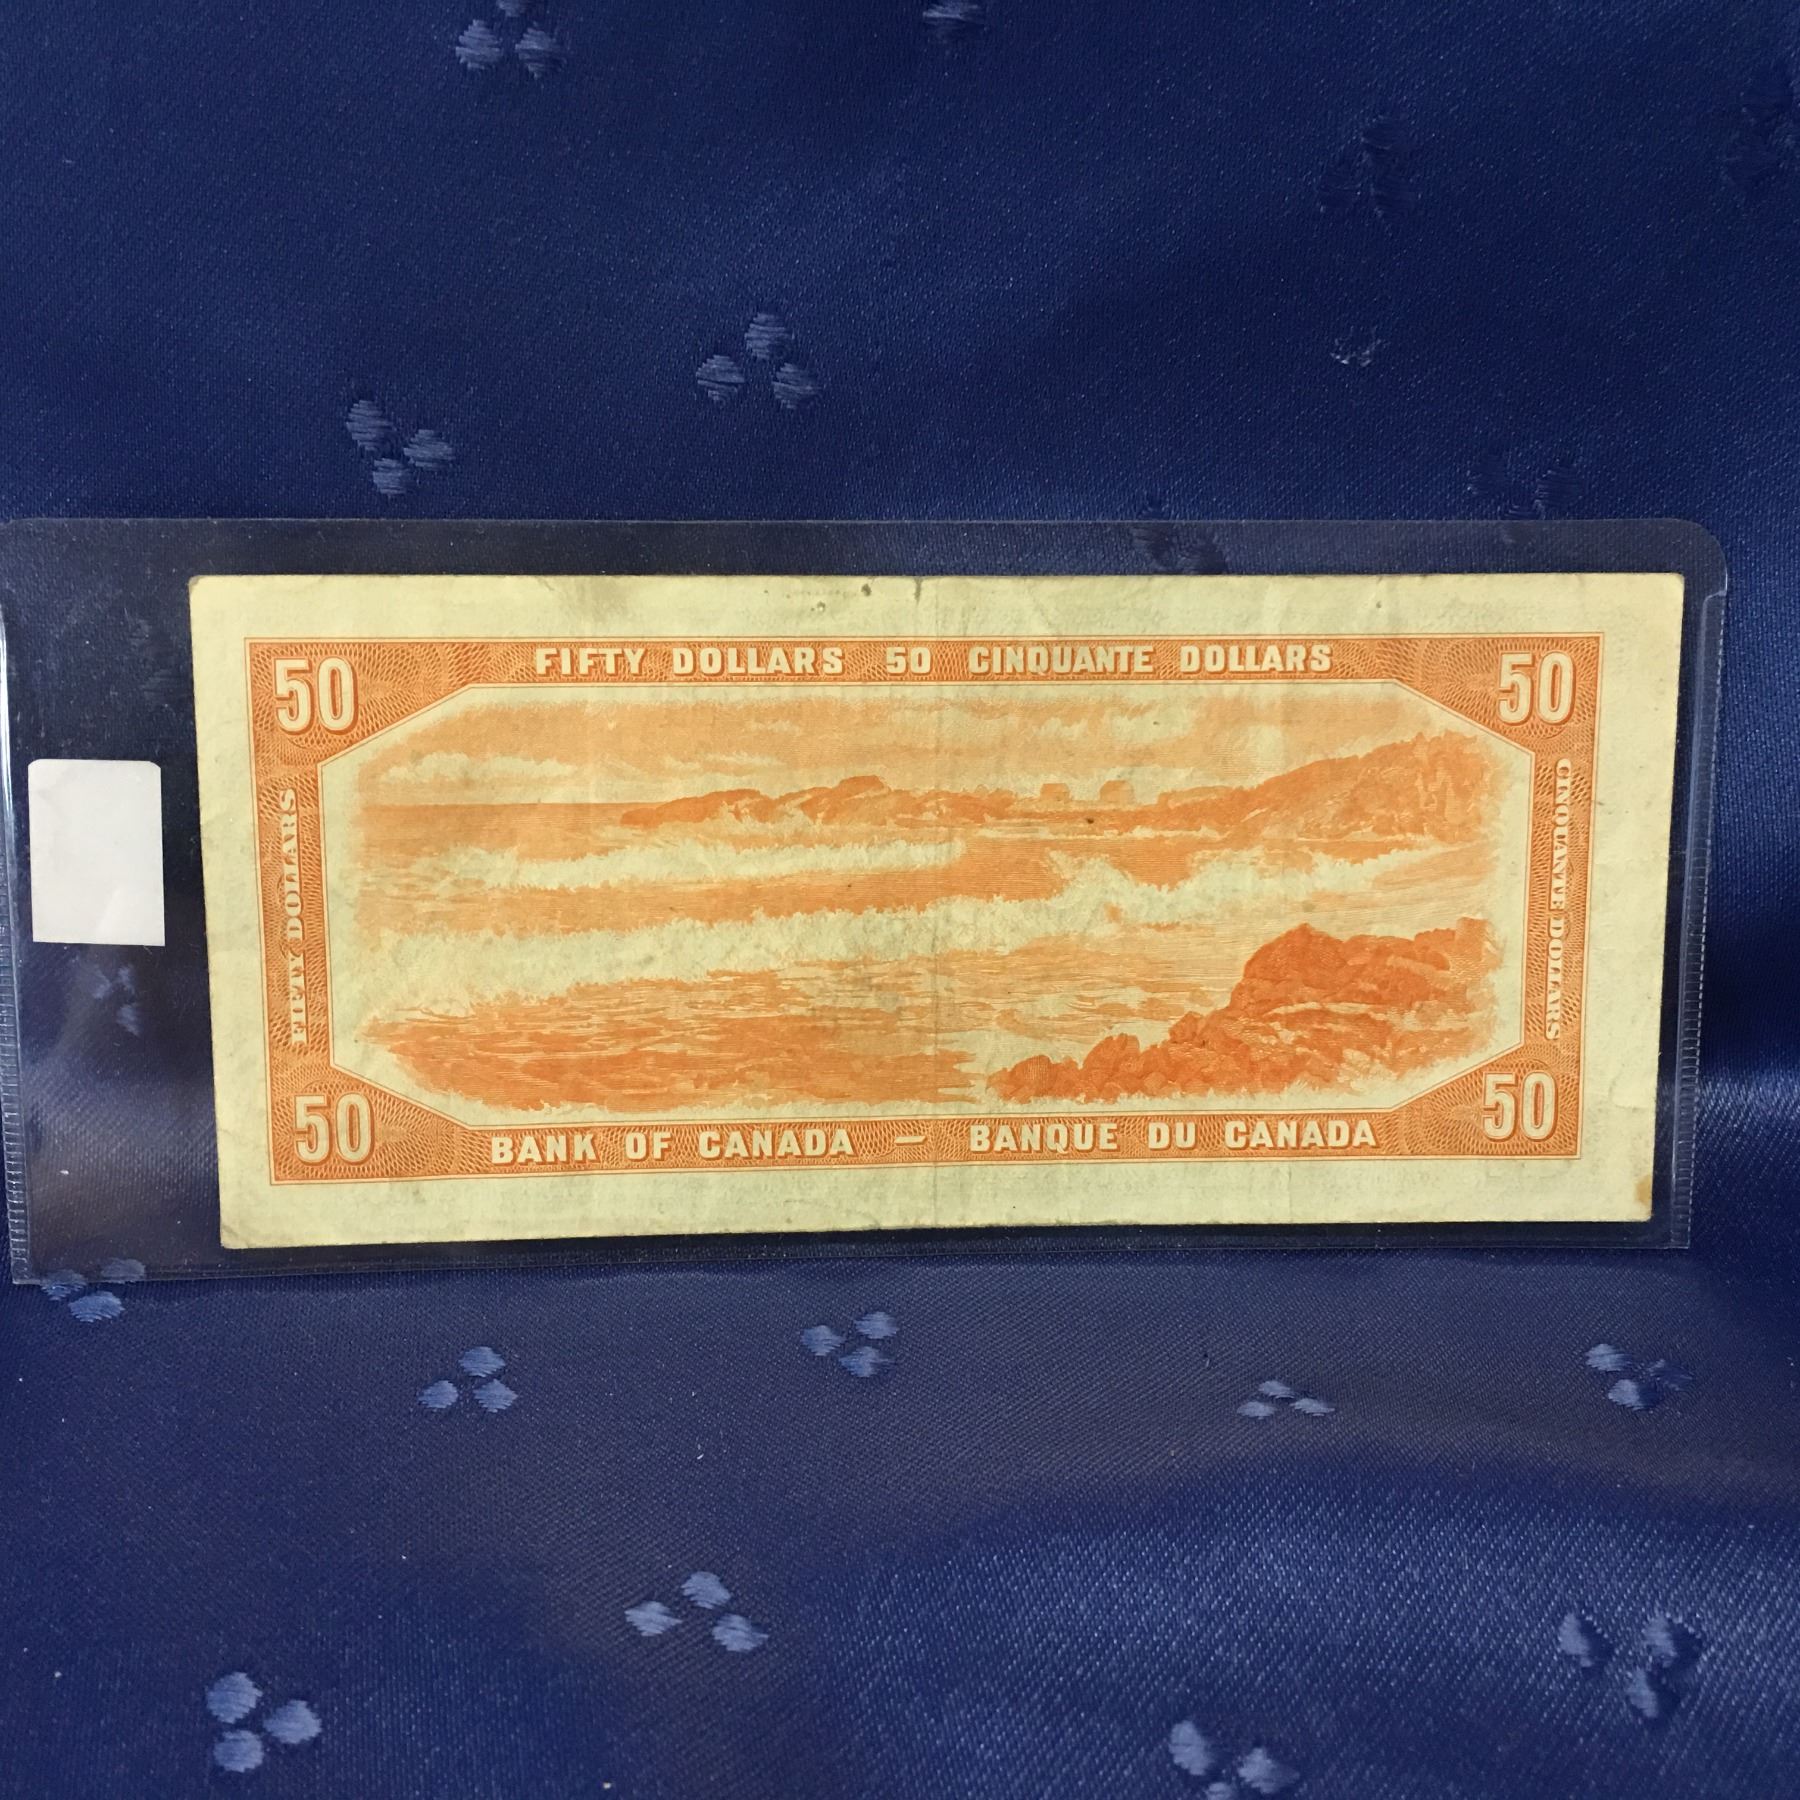 50 FIFTY DOLLARS 50 CINQUANTE DOLLARS 50
FIFTY DOLLARS
CINQUANTE DOLLARS
50 BANK OF CANADA – BANQUE DU CANADA 50